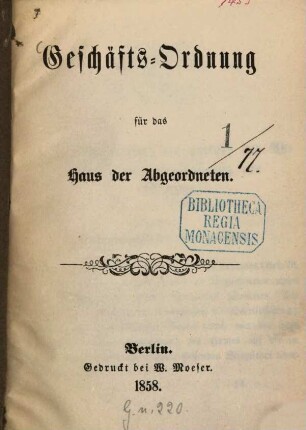 Geschäfts-Ordnung
für das
1/77.
Haus der Abgeordneten.
BIBLIOTHECA
REGIA
MONACENSIS
Berlin.
Gedruckt bei W. Moeser.
1858.
G. n. 220.